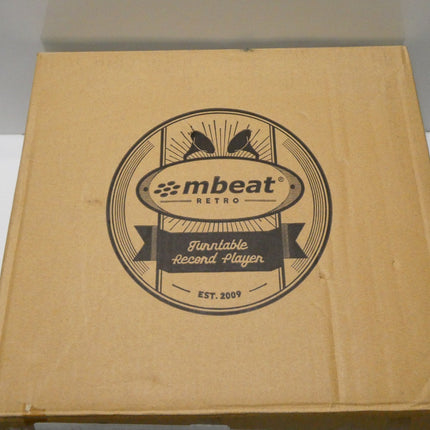 mbeat®
RETRO
Turntable
Record Player
EST. 2009